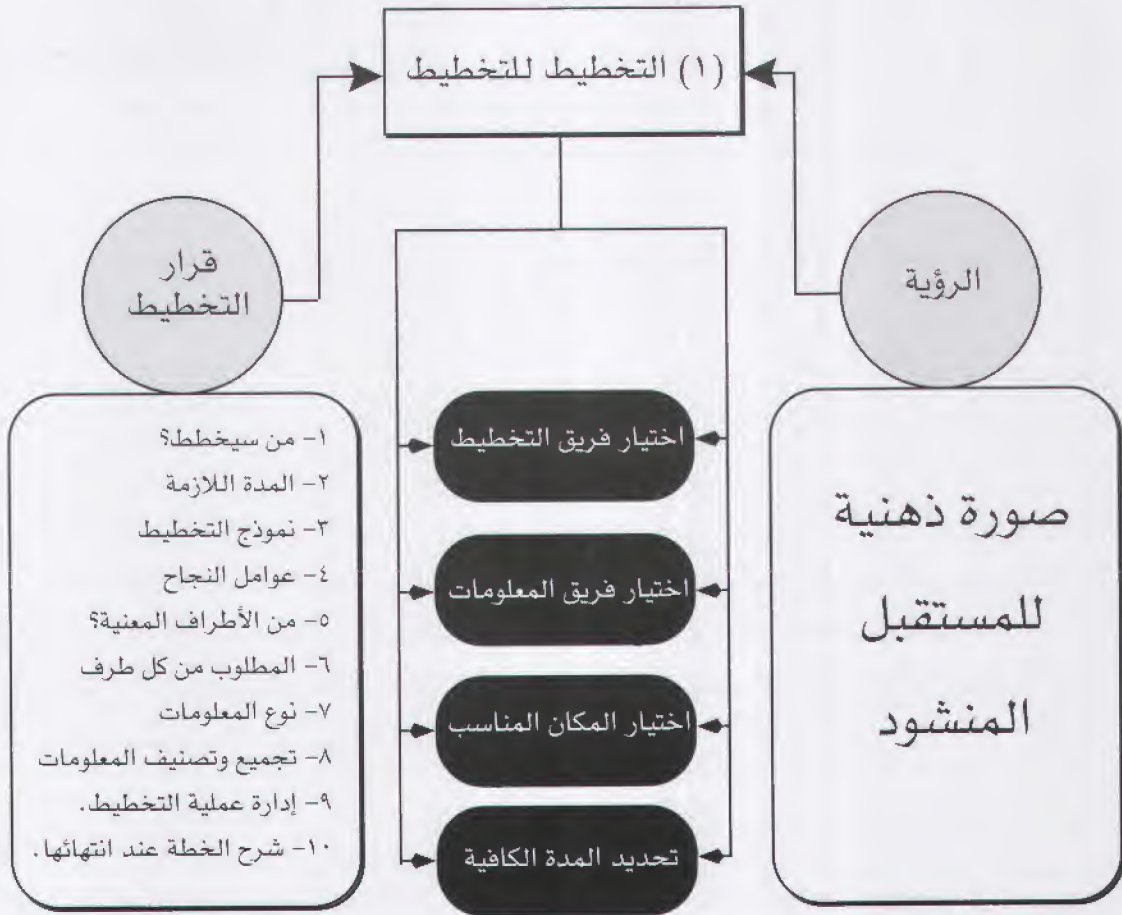 (١) التخطيط للتخطيط
الرؤية
صورة ذهنية
للمستقبل
المنشود
اختيار فريق التخطيط
اختيار فريق المعلومات
اختيار المكان المناسب
تحديد المدة الكافية
قرار
التخطيط
١- من سيخطط؟
٢- المدة اللازمة
٣- نموذج التخطيط
٤- عوامل النجاح
٥- من الأطراف المعنية؟
٦- المطلوب من كل طرف
٧- نوع المعلومات
٨- تجميع وتصنيف المعلومات
٩- إدارة عملية التخطيط.
١٠- شرح الخطة عند انتهائها.